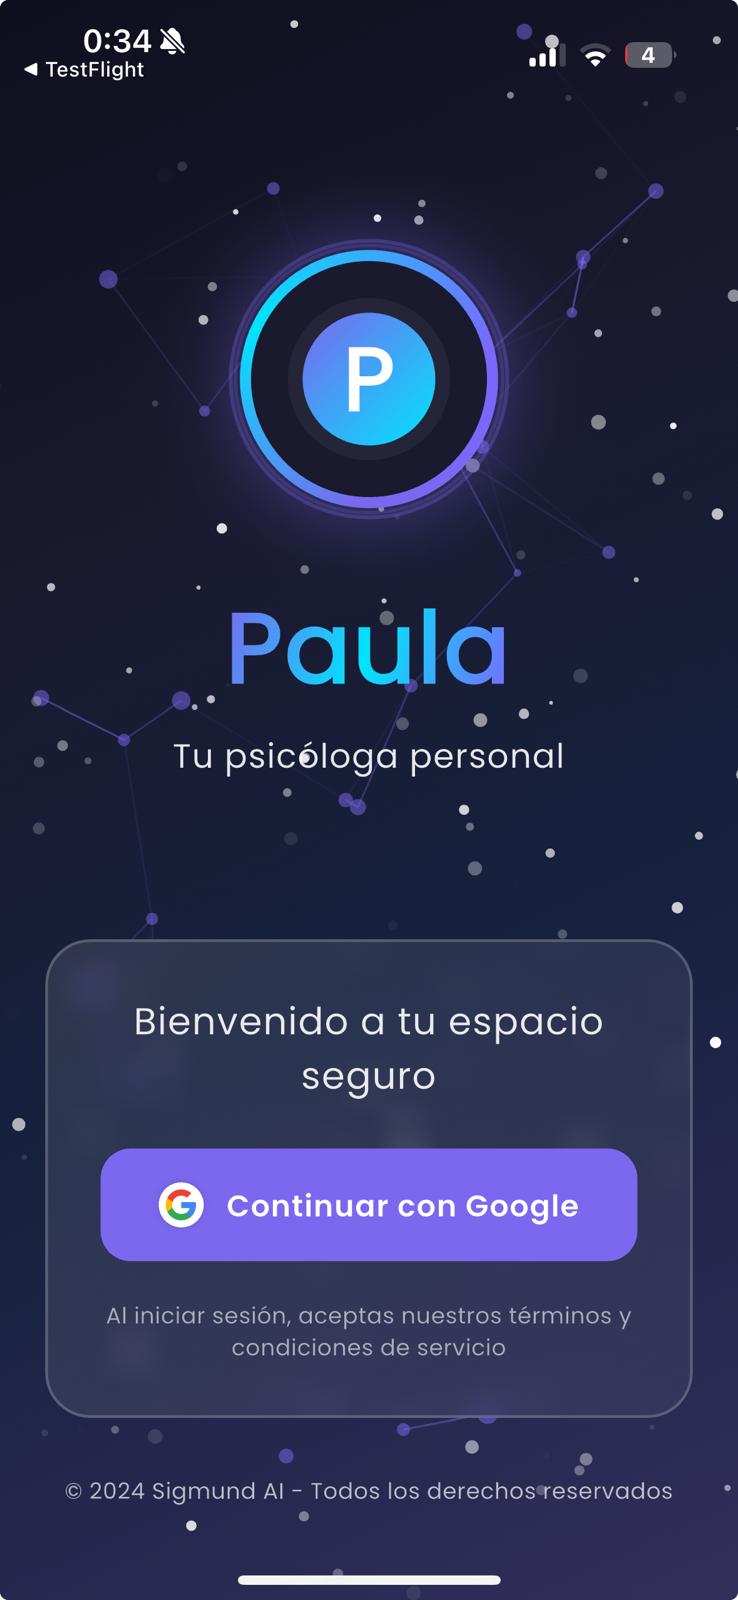 0:34
4
TestFlight
P
Paula
Tu psicóloga personal
Bienvenido a tu espacio
seguro
Continuar con Google
Al iniciar sesión, aceptas nuestros términos y
condiciones de servicio
© 2024 Sigmund AI - Todos los derechos reservados